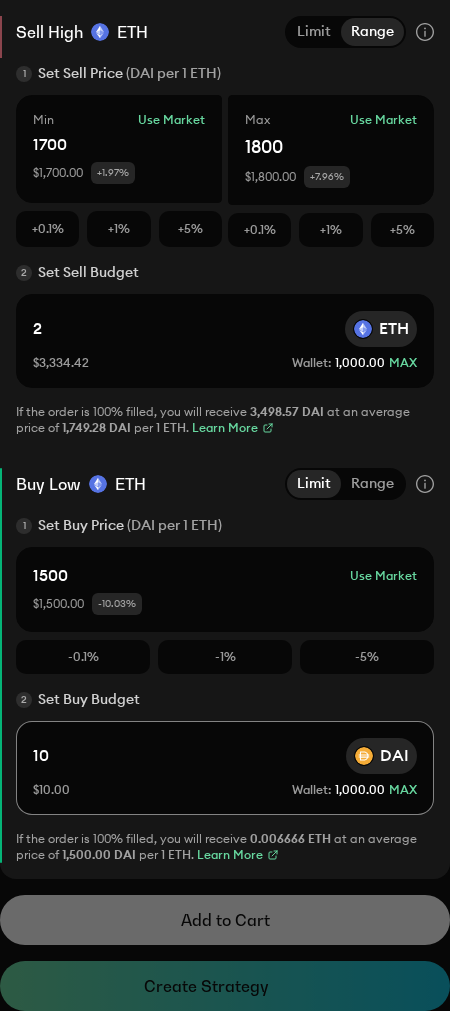 Sell High ETH Limit Range
1 Set Sell Price (DAI per 1 ETH)
Min Use Market Max Use Market
1700 1800
$1,700.00 +1.97% $1,800.00 +7.96%
+0.1% +1% +5% +0.1% +1% +5%
2 Set Sell Budget
2 ETH
$3,334.42 Wallet: 1,000.00 MAX
If the order is 100% filled, you will receive 3,498.57 DAI at an average
price of 1,749.28 DAI per 1 ETH. Learn More
Buy Low ETH Limit Range
1 Set Buy Price (DAI per 1 ETH)
1500 Use Market
$1,500.00 -10.03%
-0.1% -1% -5%
2 Set Buy Budget
10 DAI
$10.00 Wallet: 1,000.00 MAX
If the order is 100% filled, you will receive 0.006666 ETH at an average
price of 1,500.00 DAI per 1 ETH. Learn More
Add to Cart
Create Strategy